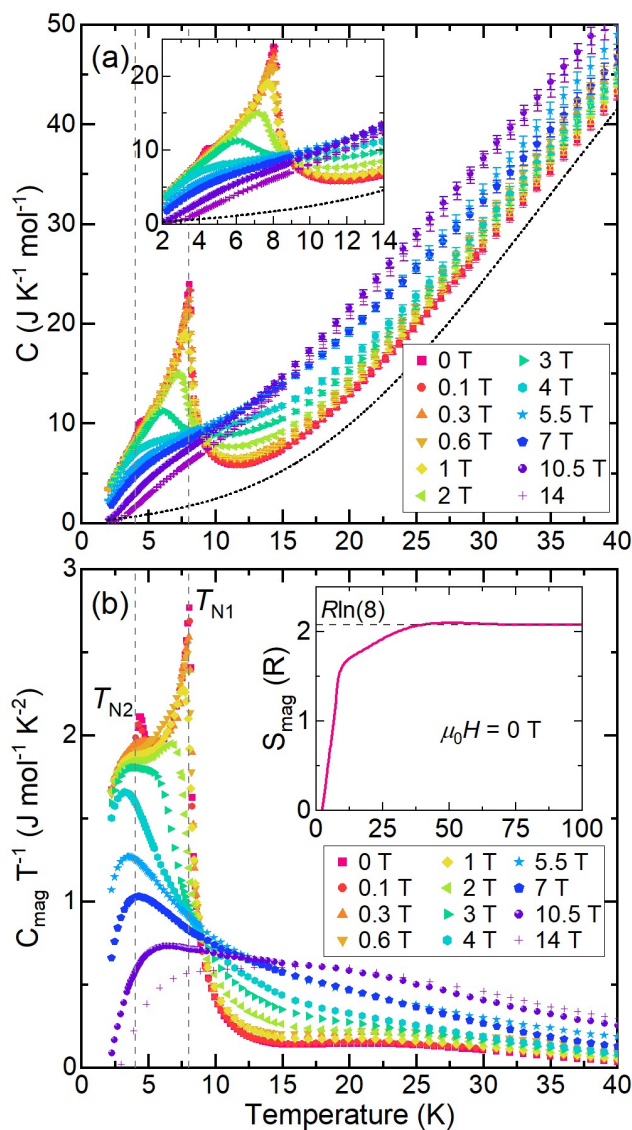 (a)
C (J K-1 mol-1)
50
40
30
20
10
0
20
10
0
2 4 6 8 10 12 14
0 T
0.1 T
0.3 T
0.6 T
1 T
2 T
3 T
4 T
5.5 T
7 T
10.5 T
14
0 5 10 15 20 25 30 35 40
(b)
Cmag T-1 (J mol-1 K-2)
3
2
1
0
TN1
TN2
Rln(8)
Smag (R)
2
1
0
μ0H = 0 T
0 25 50 75 100
0 T
0.1 T
0.3 T
0.6 T
1 T
2 T
3 T
4 T
5.5 T
7 T
10.5 T
14 T
0 5 10 15 20 25 30 35 40
Temperature (K)